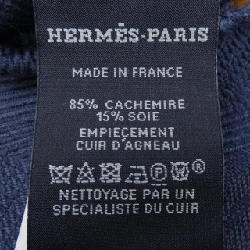 HERMÈS-PARIS
MADE IN FRANCE
85% CACHEMIRE
15% SOIE
EMPIECEMENT
CUIR D'AGNEAU
NETTOYAGE PAR UN
SPECIALISTE DU CUIR